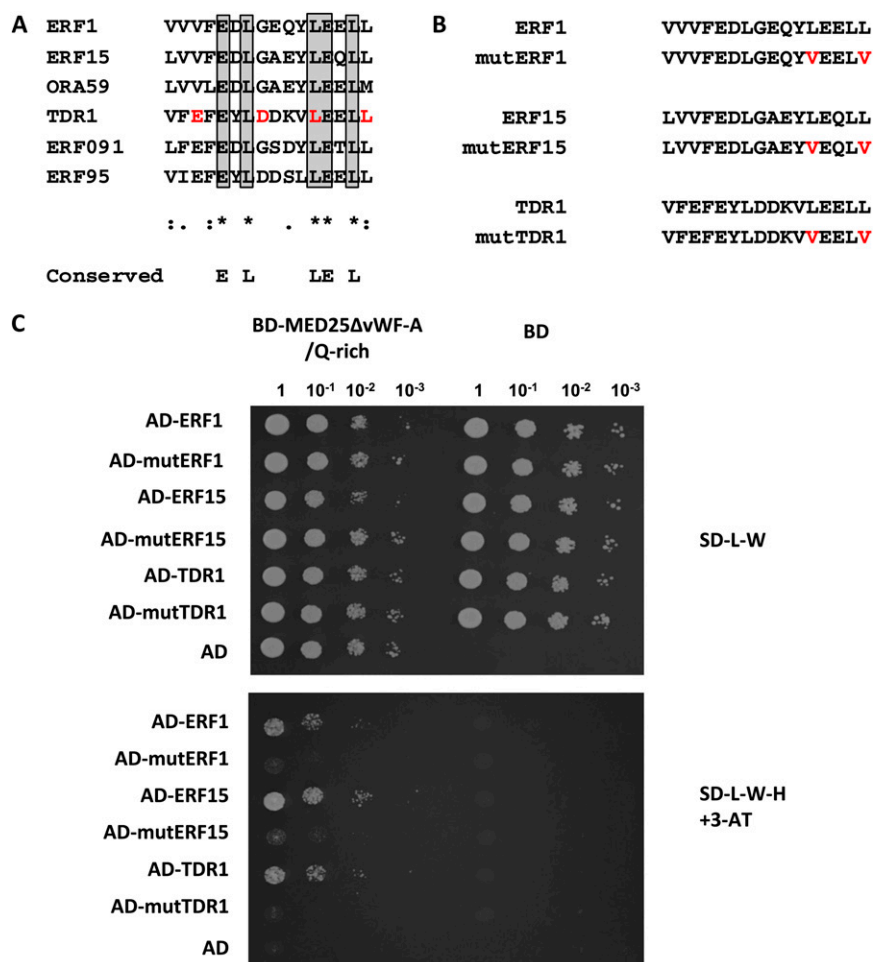 A
ERF1 VVVFEDLGEQYLEELL
ERF15 LVVFEDLGAEYLEQLL
ORA59 LVVLEDLGAEYLEELM
TDR1 VFEFEYLDDKVLEELL
ERF091 LFEFEDLGSDYLETLL
ERF95 VIEFEYLDDSLLEELL
:. :* * . ** *:
Conserved E L LE L
B
ERF1 VVVFEDLGEQYLEELL
mutERF1 VVVFEDLGEQYVEELV
ERF15 LVVFEDLGAEYLEQLL
mutERF15 LVVFEDLGAEYVEQLV
TDR1 VFEFEYLDDKVLEELL
mutTDR1 VFEFEYLDDKVVEELV
C
BD-MED25ΔvWF-A
/Q-rich
BD
1 10-1 10-2 10-3 1 10-1 10-2 10-3
AD-ERF1
AD-mutERF1
AD-ERF15
AD-mutERF15
AD-TDR1
AD-mutTDR1
AD
SD-L-W
AD-ERF1
AD-mutERF1
AD-ERF15
AD-mutERF15
AD-TDR1
AD-mutTDR1
AD
SD-L-W-H
+3-AT